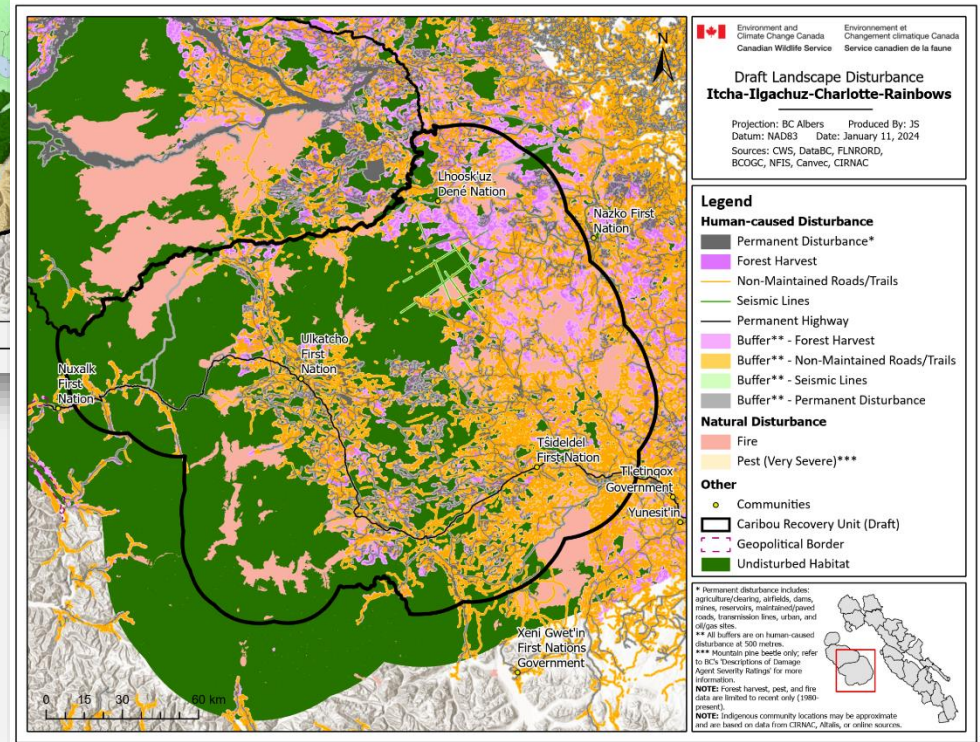 N
Lhoosk'uz
Dené Nation
Nazko First
Nation
Ulkatcho
First
Nation
Nuxalk
First
Nation
Tŝideldel
First Nation
Tl'etinqox
Government
Yunesit'in
Xeni Gwet'in
First Nations
Government
0 15 30 60 km
Environment and
Climate Change Canada
Canadian Wildlife Service
Environnement et
Changement climatique Canada
Service canadien de la faune
Draft Landscape Disturbance
Itcha-Ilgachuz-Charlotte-Rainbows
Projection: BC Albers Produced By: JS
Datum: NAD83 Date: January 11, 2024
Sources: CWS, DataBC, FLNRORD,
BCOGC, NFIS, Canvec, CIRNAC
Legend
Human-caused Disturbance
Permanent Disturbance*
Forest Harvest
Non-Maintained Roads/Trails
Seismic Lines
Permanent Highway
Buffer** - Forest Harvest
Buffer** - Non-Maintained Roads/Trails
Buffer** - Seismic Lines
Buffer** - Permanent Disturbance
Natural Disturbance
Fire
Pest (Very Severe)***
Other
Communities
Caribou Recovery Unit (Draft)
Geopolitical Border
Undisturbed Habitat
* Permanent disturbance includes:
agriculture/clearing, airfields, dams,
mines, reservoirs, maintained/paved
roads, transmission lines, urban, and
oil/gas sites.
** All buffers are on human-caused
disturbance at 500 metres.
*** Mountain pine beetle only; refer
to BC's 'Descriptions of Damage
Agent Severity Ratings' for more
information.
NOTE: Forest harvest, pest, and fire
data are limited to recent only (1980-
present).
NOTE: Indigenous community locations may be approximate
and are based on data from CIRNAC, Altalis, or online sources.